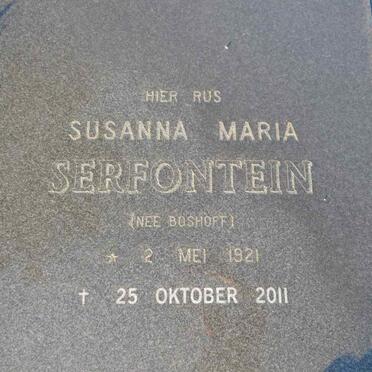 HIER RUS
SUSANNA MARIA
SERFONTEIN
(NEE BOSHOFF)
* 2 MEI 1921
† 25 OKTOBER 2011